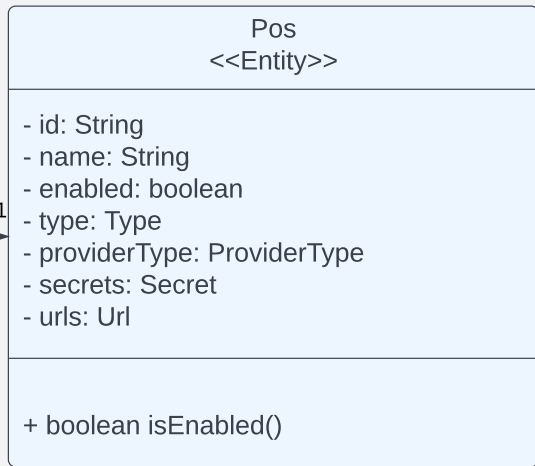 Pos
<<Entity>>
- id: String
- name: String
- enabled: boolean
1
- type: Type
- providerType: ProviderType
- secrets: Secret
- urls: Url
+ boolean isEnabled()